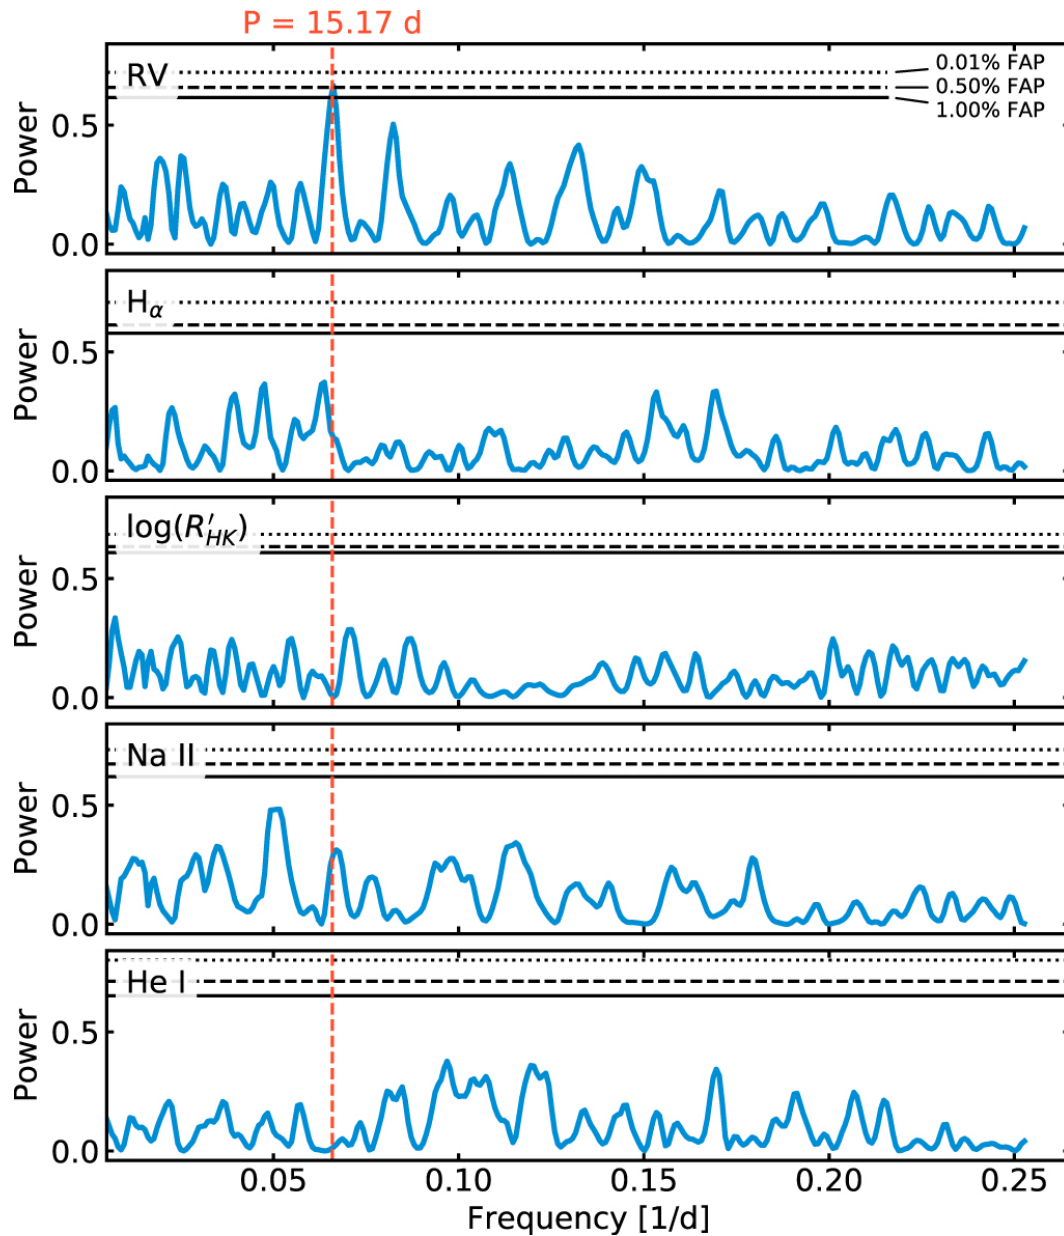 P = 15.17 d
RV
0.01% FAP
0.50% FAP
1.00% FAP
Power
0.5
0.0
Hα
Power
0.5
0.0
log(R′HK)
Power
0.5
0.0
Na II
Power
0.5
0.0
He I
Power
0.5
0.0
0.05 0.10 0.15 0.20 0.25
Frequency [1/d]